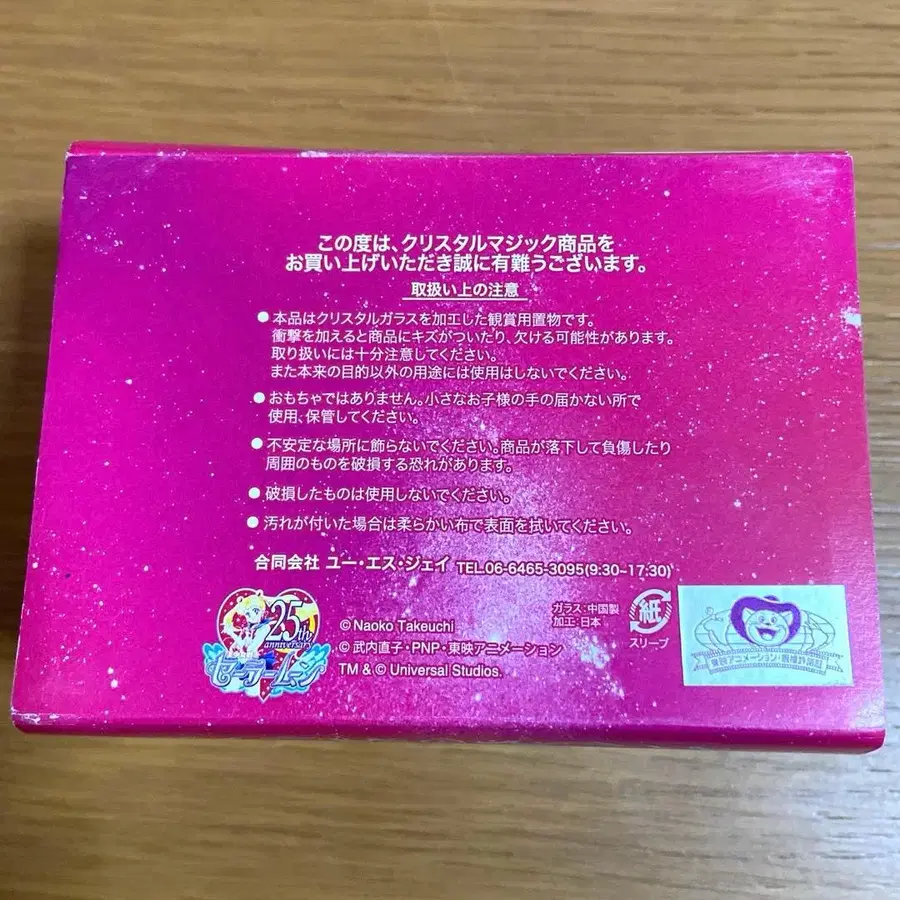 この度は、クリスタルマジック商品を
お買い上げいただき誠に有難うございます。
取扱い上の注意
●本品はクリスタルガラスを加工した観賞用置物です。
衝撃を加えると商品にキズがついたり、欠ける可能性があります。
取り扱いには十分注意してください。
また本来の目的以外の用途には使用はしないでください。
●おもちゃではありません。小さなお子様の手の届かない所で
使用、保管してください。
●不安定な場所に飾らないでください。商品が落下して負傷したり
周囲のものを破損する恐れがあります。
●破損したものは使用しないでください。
●汚れが付いた場合は柔らかい布で表面を拭いてください。
合同会社 ユー・エス・ジェイ TEL.06-6465-3095(9:30~17:30)
25th
anniversary
セーラームーン
© Naoko Takeuchi
© 武内直子・PNP・東映アニメーション
TM & © Universal Studios.
ガラス:中国製
加工:日本
紙
スリーブ
東映アニメーション・版権許諾証